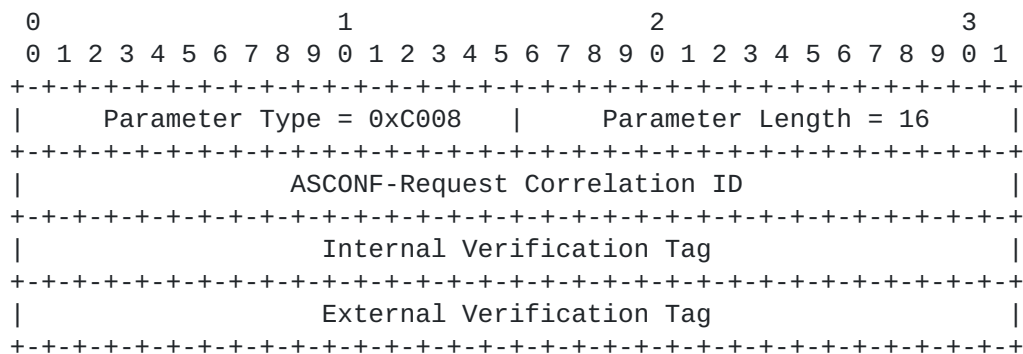 0                   1                   2                   3
 0 1 2 3 4 5 6 7 8 9 0 1 2 3 4 5 6 7 8 9 0 1 2 3 4 5 6 7 8 9 0 1
+-+-+-+-+-+-+-+-+-+-+-+-+-+-+-+-+-+-+-+-+-+-+-+-+-+-+-+-+-+-+-+-+
|     Parameter Type = 0xC008   |     Parameter Length = 16     |
+-+-+-+-+-+-+-+-+-+-+-+-+-+-+-+-+-+-+-+-+-+-+-+-+-+-+-+-+-+-+-+-+
|                 ASCONF-Request Correlation ID                 |
+-+-+-+-+-+-+-+-+-+-+-+-+-+-+-+-+-+-+-+-+-+-+-+-+-+-+-+-+-+-+-+-+
|                   Internal Verification Tag                   |
+-+-+-+-+-+-+-+-+-+-+-+-+-+-+-+-+-+-+-+-+-+-+-+-+-+-+-+-+-+-+-+-+
|                   External Verification Tag                   |
+-+-+-+-+-+-+-+-+-+-+-+-+-+-+-+-+-+-+-+-+-+-+-+-+-+-+-+-+-+-+-+-+